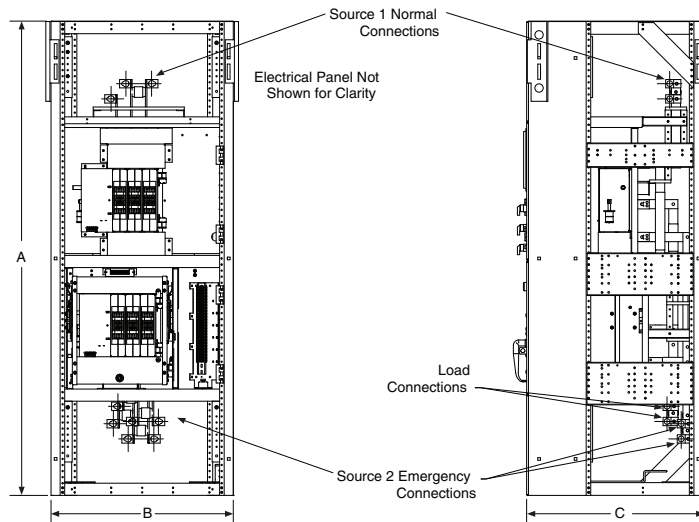 Source 1 Normal
Connections
Electrical Panel Not
Shown for Clarity
A
Load
Connections
Source 2 Emergency
Connections
B
C